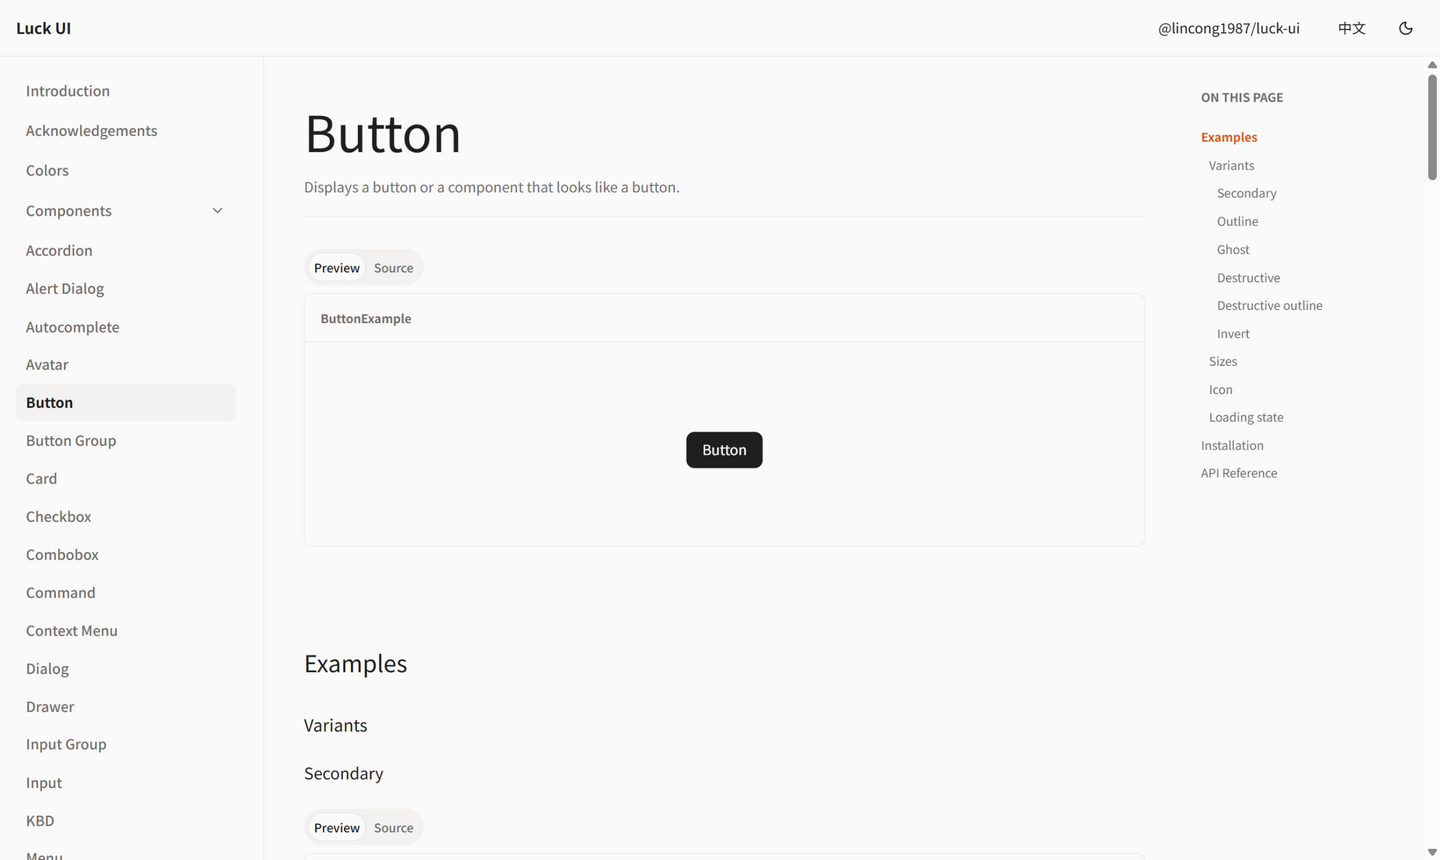 Luck UI
@lincong1987/luck-ui
中文
Introduction
Acknowledgements
Colors
Components
Accordion
Alert Dialog
Autocomplete
Avatar
Button
Button Group
Card
Checkbox
Combobox
Command
Context Menu
Dialog
Drawer
Input Group
Input
KBD
Menu
Button
Displays a button or a component that looks like a button.
Preview Source
ButtonExample
Button
Examples
Variants
Secondary
Preview Source
ON THIS PAGE
Examples
Variants
Secondary
Outline
Ghost
Destructive
Destructive outline
Invert
Sizes
Icon
Loading state
Installation
API Reference